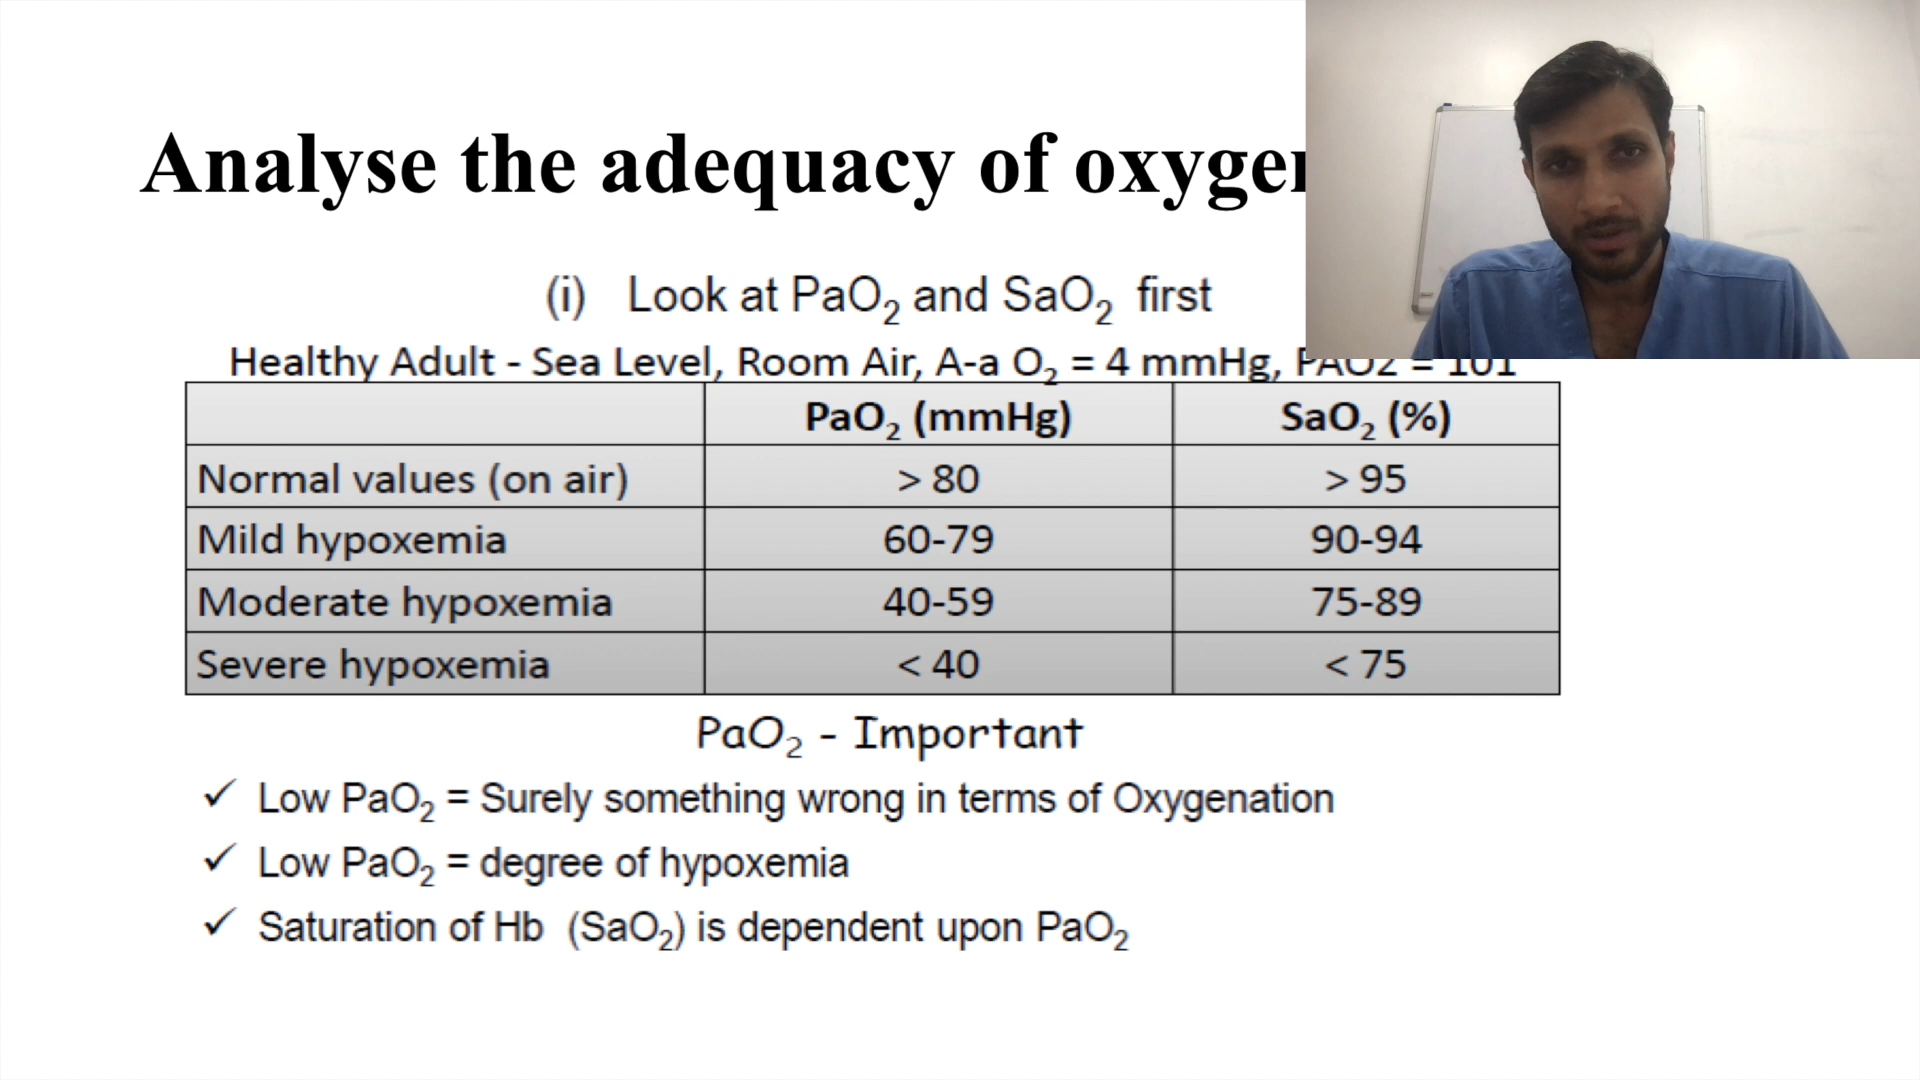 Analyse the adequacy of
(i) Look at PaO₂ and SaO₂ first
Healthy Adult - Sea Level, Room Air, A-a O₂ = 4 mmHg, PAO2 = 101
PaO₂ (mmHg) SaO₂ (%)
Normal values (on air) > 80 > 95
Mild hypoxemia 60-79 90-94
Moderate hypoxemia 40-59 75-89
Severe hypoxemia < 40 < 75
PaO₂ - Important
✓ Low PaO₂ = Surely something wrong in terms of Oxygenation
✓ Low PaO₂ = degree of hypoxemia
✓ Saturation of Hb (SaO₂) is dependent upon PaO₂